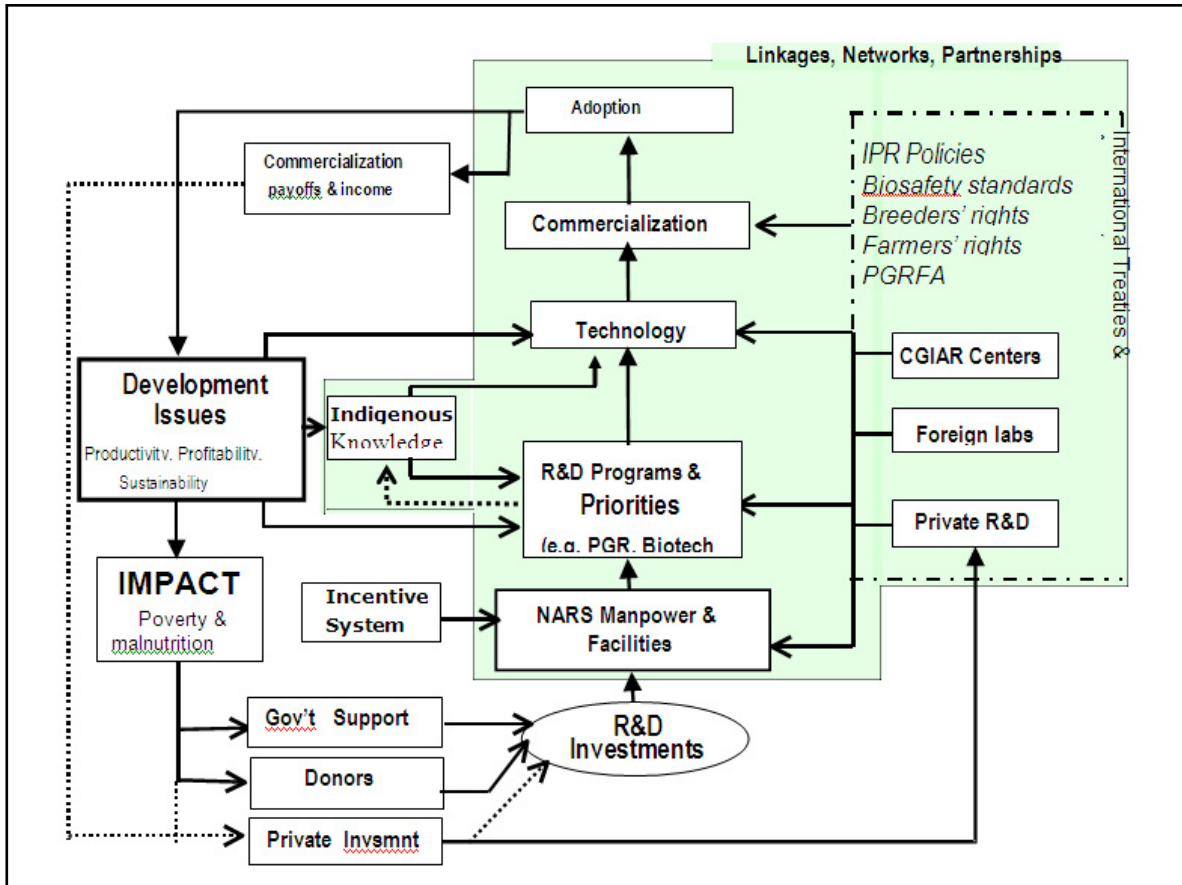 Linkages, Networks, Partnerships
Adoption
Commercialization
payoffs & income
IPR Policies
Biosafety standards
Breeders' rights
Farmers' rights
PGRFA
International Treaties &
Commercialization
Technology
CGIAR Centers
Development
Issues
Productivity, Profitability,
Sustainability
Indigenous
Knowledge
Foreign labs
R&D Programs &
Priorities
(e.g. PGR, Biotech
Private R&D
IMPACT
Poverty &
malnutrition
Incentive
System
NARS Manpower &
Facilities
Gov't Support
R&D
Investments
Donors
Private Invsmnt